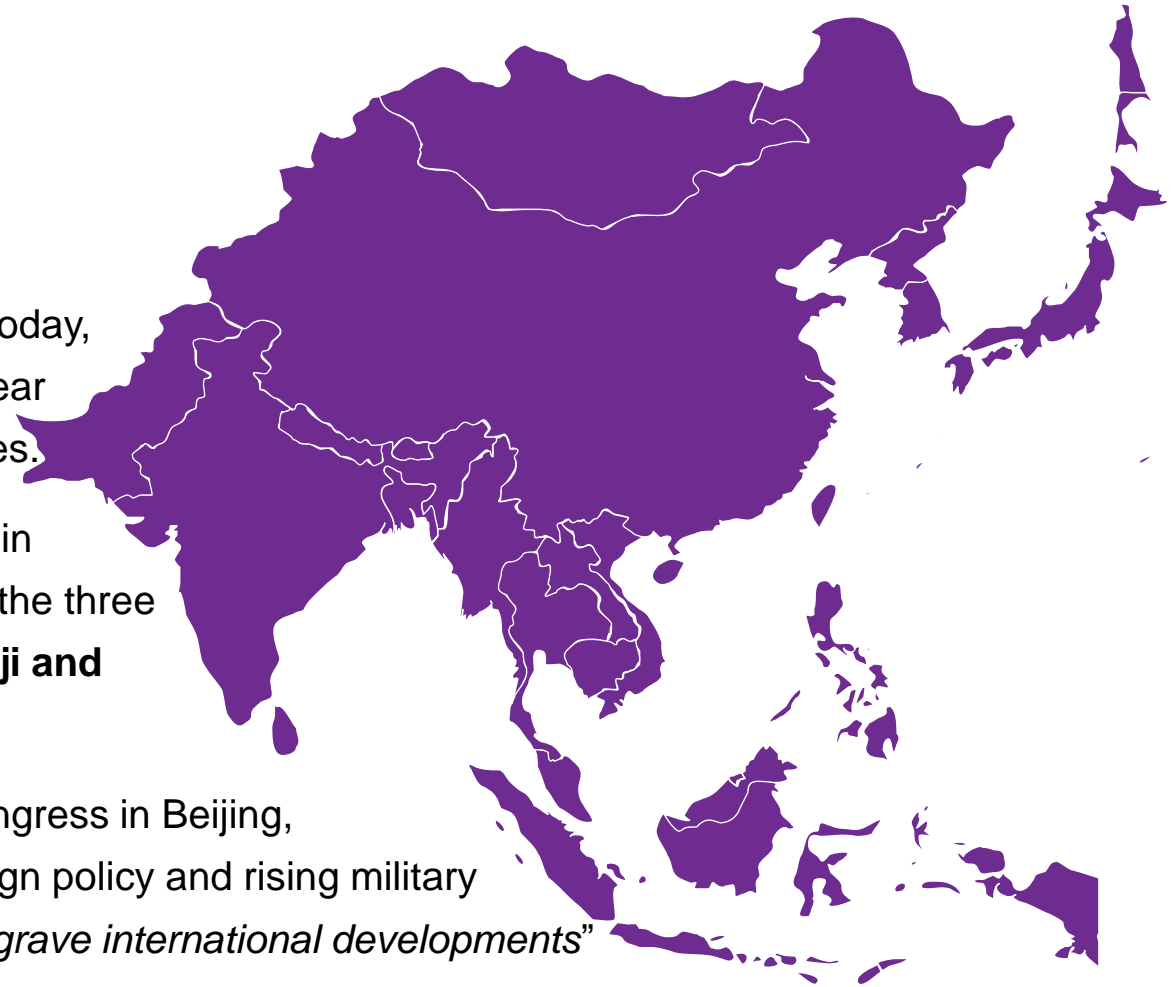 oday,
ear
es.
in
the three
ji and
ngress in Beijing,
gn policy and rising military
grave international developments”